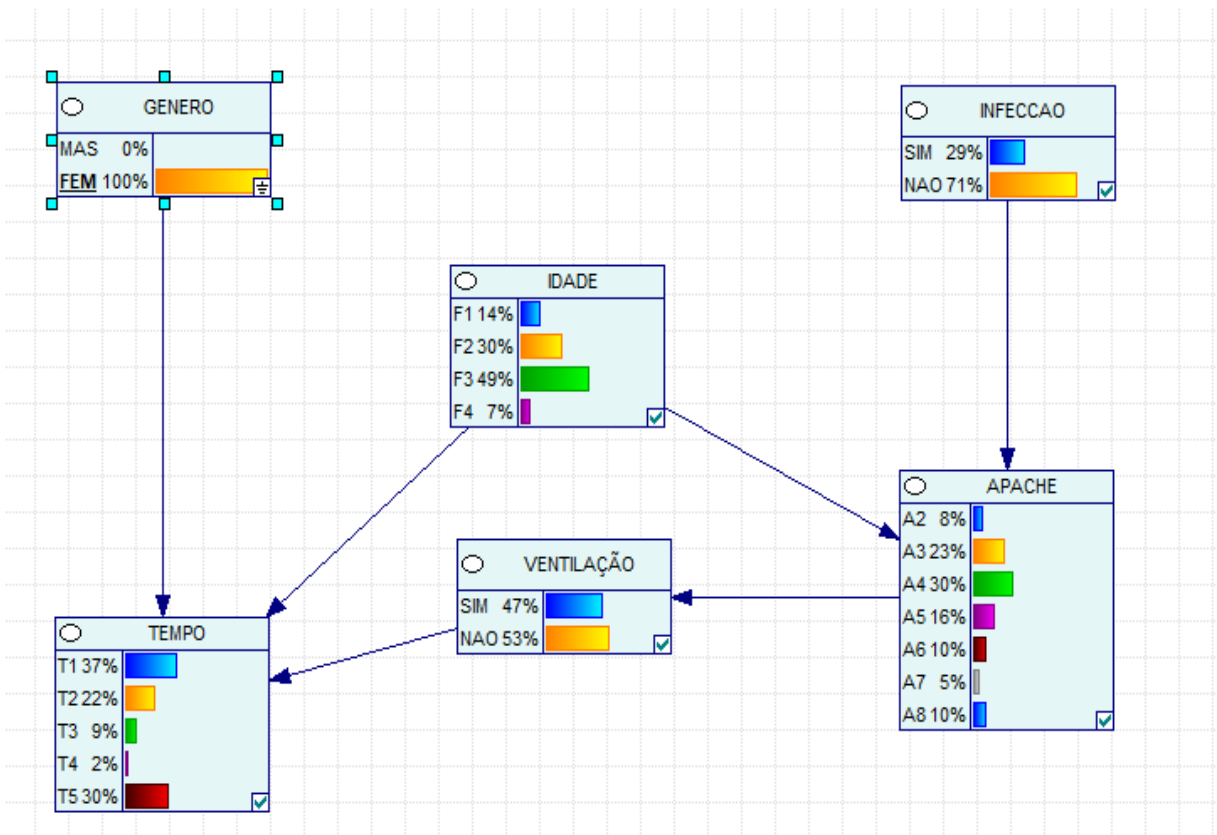 GENERO
MAS 0%
FEM 100%
INFECCAO
SIM 29%
NAO 71%
IDADE
F1 14%
F2 30%
F3 49%
F4 7%
APACHE
A2 8%
A3 23%
A4 30%
A5 16%
A6 10%
A7 5%
A8 10%
VENTILAÇÃO
SIM 47%
NAO 53%
TEMPO
T1 37%
T2 22%
T3 9%
T4 2%
T5 30%